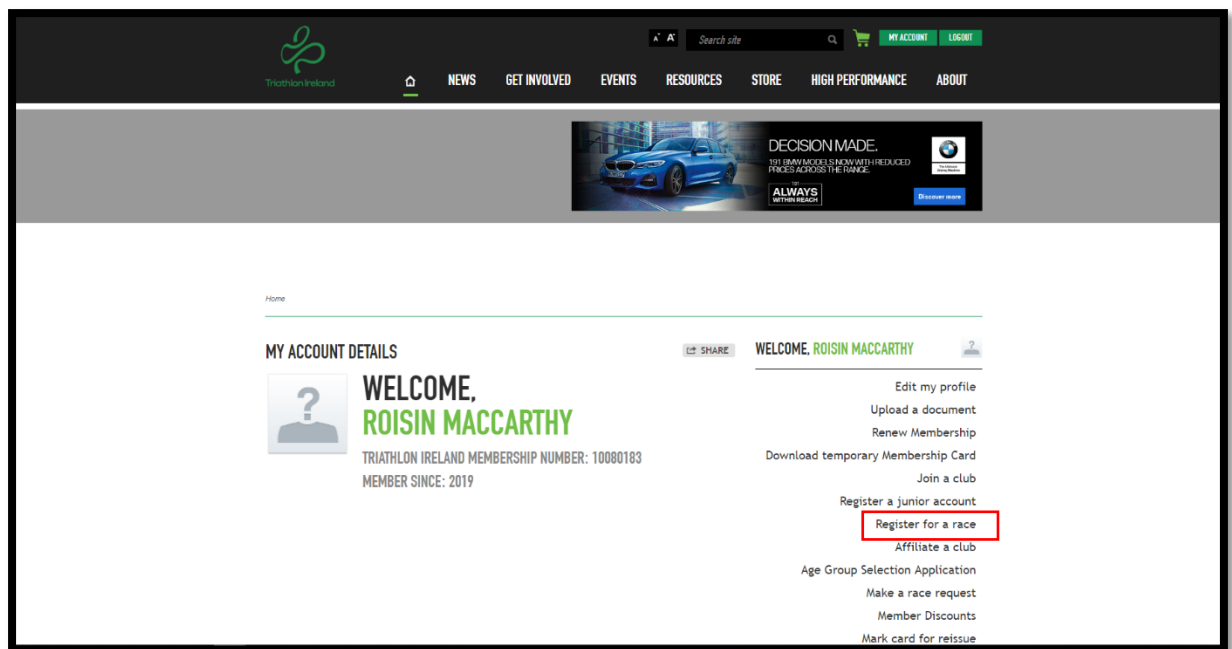 A- A+ Search site MY ACCOUNT LOGOUT
Triathlon Ireland
NEWS GET INVOLVED EVENTS RESOURCES STORE HIGH PERFORMANCE ABOUT
DECISION MADE.
191 BMW MODELS NOW WITH REDUCED
PRICES ACROSS THE RANGE.
191
ALWAYS
WITHIN REACH
Discover more
Home
MY ACCOUNT DETAILS
SHARE
WELCOME,
ROISIN MACCARTHY
TRIATHLON IRELAND MEMBERSHIP NUMBER: 10080183
MEMBER SINCE: 2019
WELCOME, ROISIN MACCARTHY
Edit my profile
Upload a document
Renew Membership
Download temporary Membership Card
Join a club
Register a junior account
Register for a race
Affiliate a club
Age Group Selection Application
Make a race request
Member Discounts
Mark card for reissue